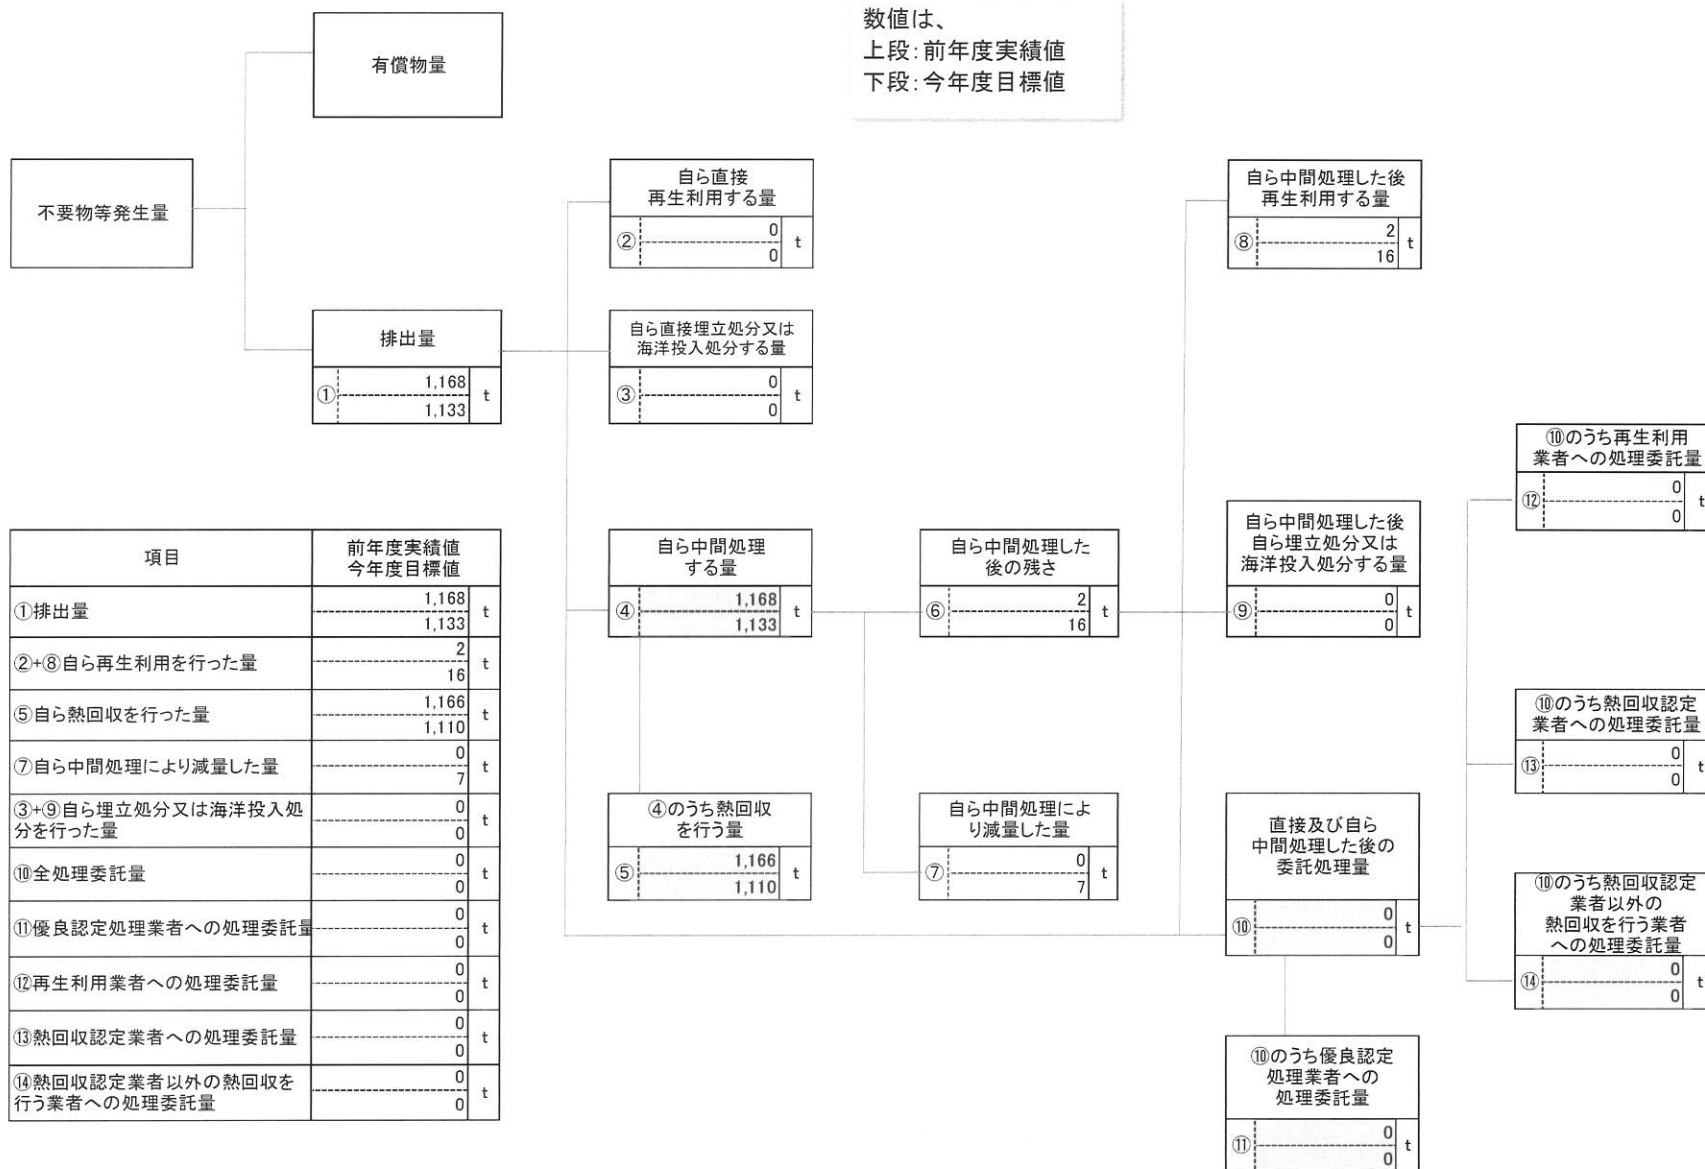 数値は、
上段:前年度実績値
下段:今年度目標値
有償物量
不要物等発生量
排出量
① 1,168 t
1,133
自ら直接
再生利用する量
② 0 t
0
自ら直接埋立処分又は
海洋投入処分する量
③ 0 t
0
自ら中間処理
する量
④ 1,168 t
1,133
④のうち熱回収
を行う量
⑤ 1,166 t
1,110
自ら中間処理した
後の残さ
⑥ 2 t
16
自ら中間処理によ
り減量した量
⑦ 0 t
7
自ら中間処理した後
再生利用する量
⑧ 2 t
16
自ら中間処理した後
自ら埋立処分又は
海洋投入処分する量
⑨ 0 t
0
直接及び自ら
中間処理した後の
委託処理量
⑩ 0 t
0
⑩のうち優良認定
処理業者への
処理委託量
⑪ 0 t
0
⑩のうち再生利用
業者への処理委託量
⑫ 0 t
0
⑩のうち熱回収認定
業者への処理委託量
⑬ 0 t
0
⑩のうち熱回収認定
業者以外の
熱回収を行う業者
への処理委託量
⑭ 0 t
0
項目 前年度実績値
今年度目標値
①排出量 1,168 t
1,133
②+⑧自ら再生利用を行った量 2 t
16
⑤自ら熱回収を行った量 1,166 t
1,110
⑦自ら中間処理により減量した量 0 t
7
③+⑨自ら埋立処分又は海洋投入処
分を行った量 0 t
0
⑩全処理委託量 0 t
0
⑪優良認定処理業者への処理委託量 0 t
0
⑫再生利用業者への処理委託量 0 t
0
⑬熱回収認定業者への処理委託量 0 t
0
⑭熱回収認定業者以外の熱回収を
行う業者への処理委託量 0 t
0